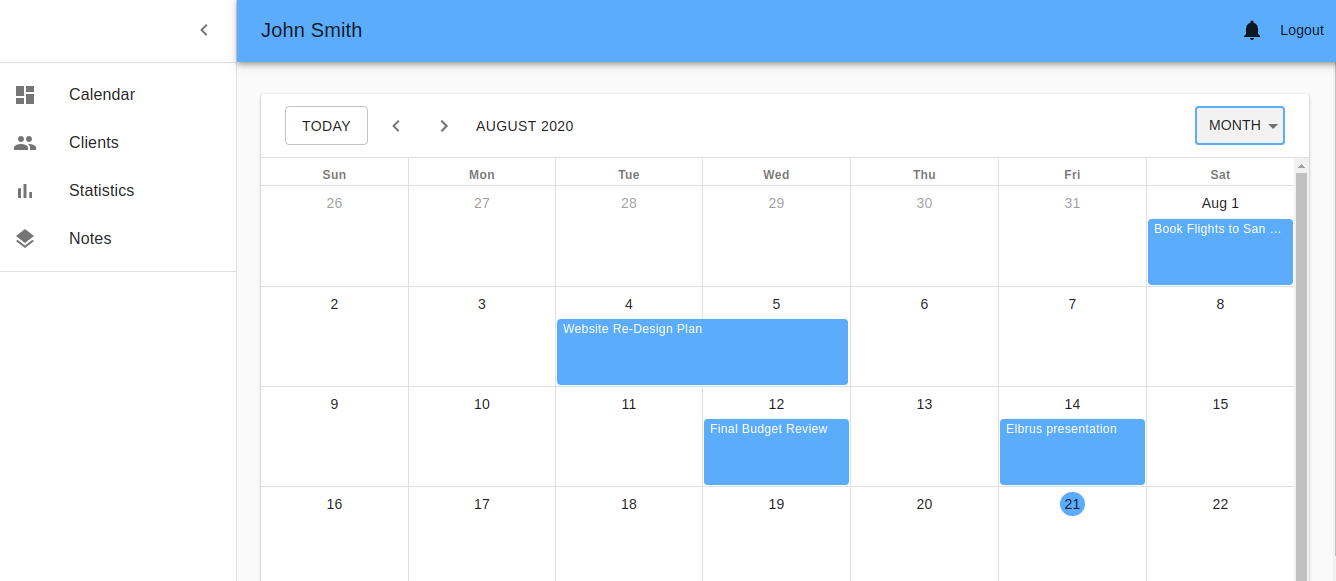 John Smith
Logout
Calendar
Clients
Statistics
Notes
TODAY
AUGUST 2020
MONTH
Sun Mon Tue Wed Thu Fri Sat
26 27 28 29 30 31 Aug 1
Book Flights to San ...
2 3 4 5 6 7 8
Website Re-Design Plan
9 10 11 12 13 14 15
Final Budget Review Elbrus presentation
16 17 18 19 20 21 22